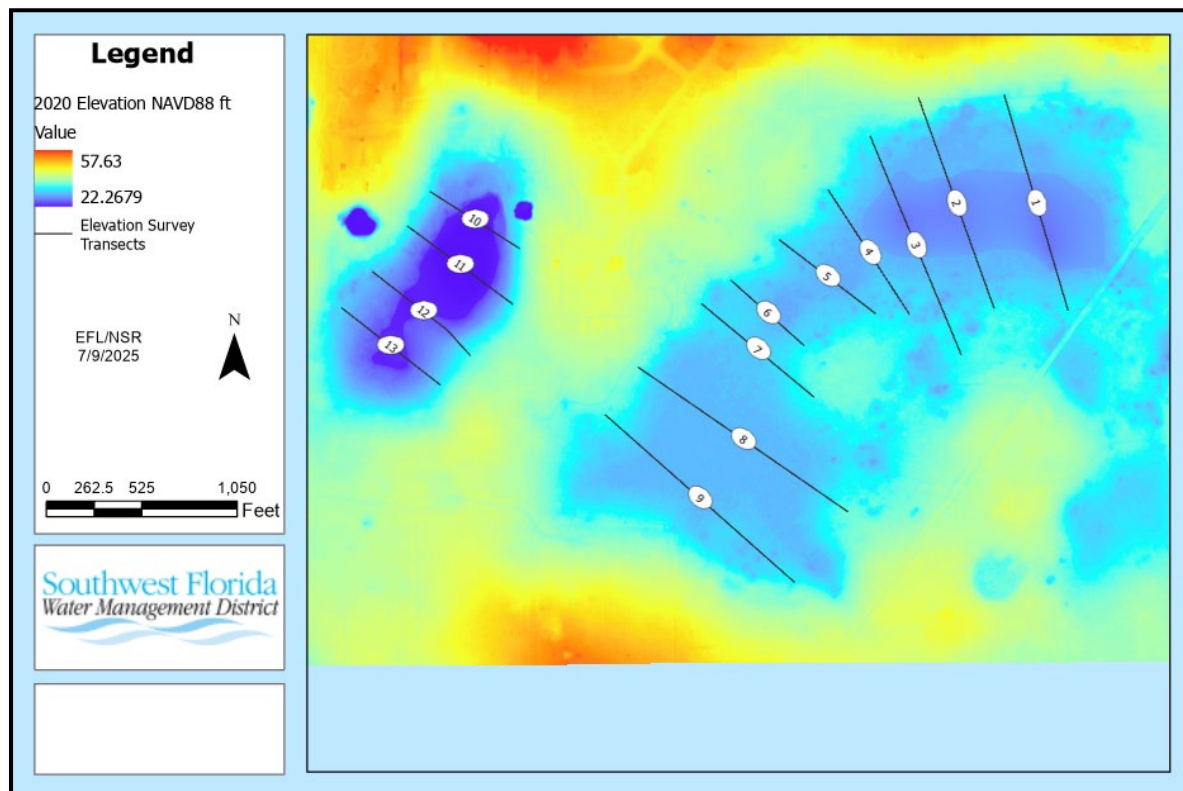 Legend
2020 Elevation NAVD88 ft
Value
57.63
22.2679
Elevation Survey
Transects
EFL/NSR
7/9/2025
N
0 262.5 525 1,050
Feet
Southwest Florida
Water Management District
1
2
3
4
5
6
7
8
9
10
11
12
13